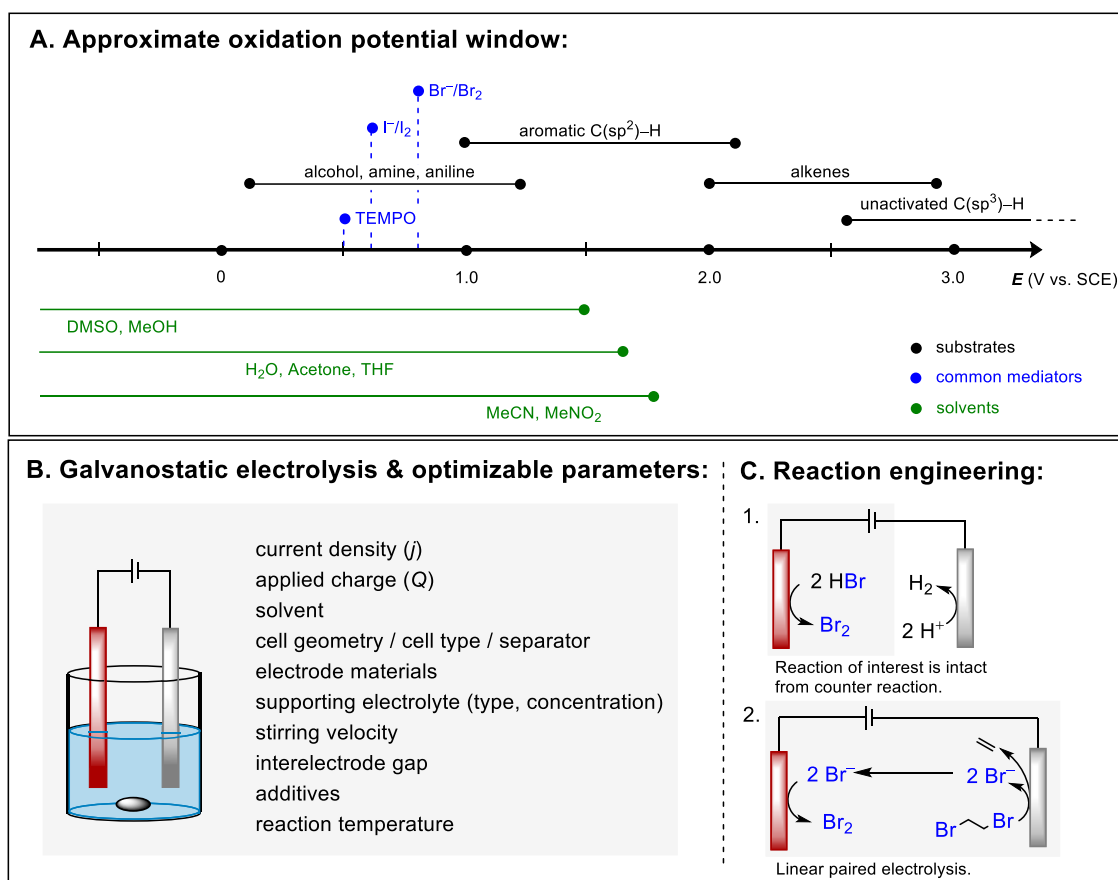 A. Approximate oxidation potential window:
Br⁻/Br₂
I⁻/I₂
aromatic C(sp²)–H
alcohol, amine, aniline
alkenes
TEMPO
unactivated C(sp³)–H
0
1.0
2.0
3.0
E (V vs. SCE)
DMSO, MeOH
H₂O, Acetone, THF
MeCN, MeNO₂
substrates
common mediators
solvents
B. Galvanostatic electrolysis & optimizable parameters:
current density (j)
applied charge (Q)
solvent
cell geometry / cell type / separator
electrode materials
supporting electrolyte (type, concentration)
stirring velocity
interelectrode gap
additives
reaction temperature
C. Reaction engineering:
1.
2 HBr
Br₂
H₂
2 H⁺
Reaction of interest is intact
from counter reaction.
2.
2 Br⁻
2 Br⁻
Br₂
Br
Br
Linear paired electrolysis.